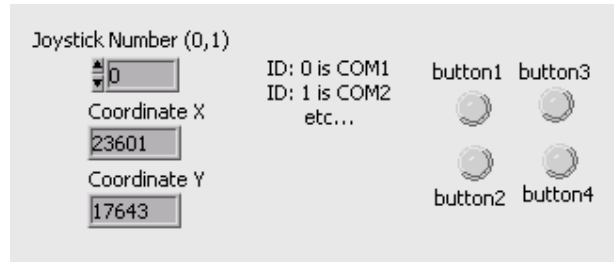 Joystick Number (0,1)
0
Coordinate X
23601
Coordinate Y
17643
ID: 0 is COM1
ID: 1 is COM2
etc...
button1 button3
button2 button4